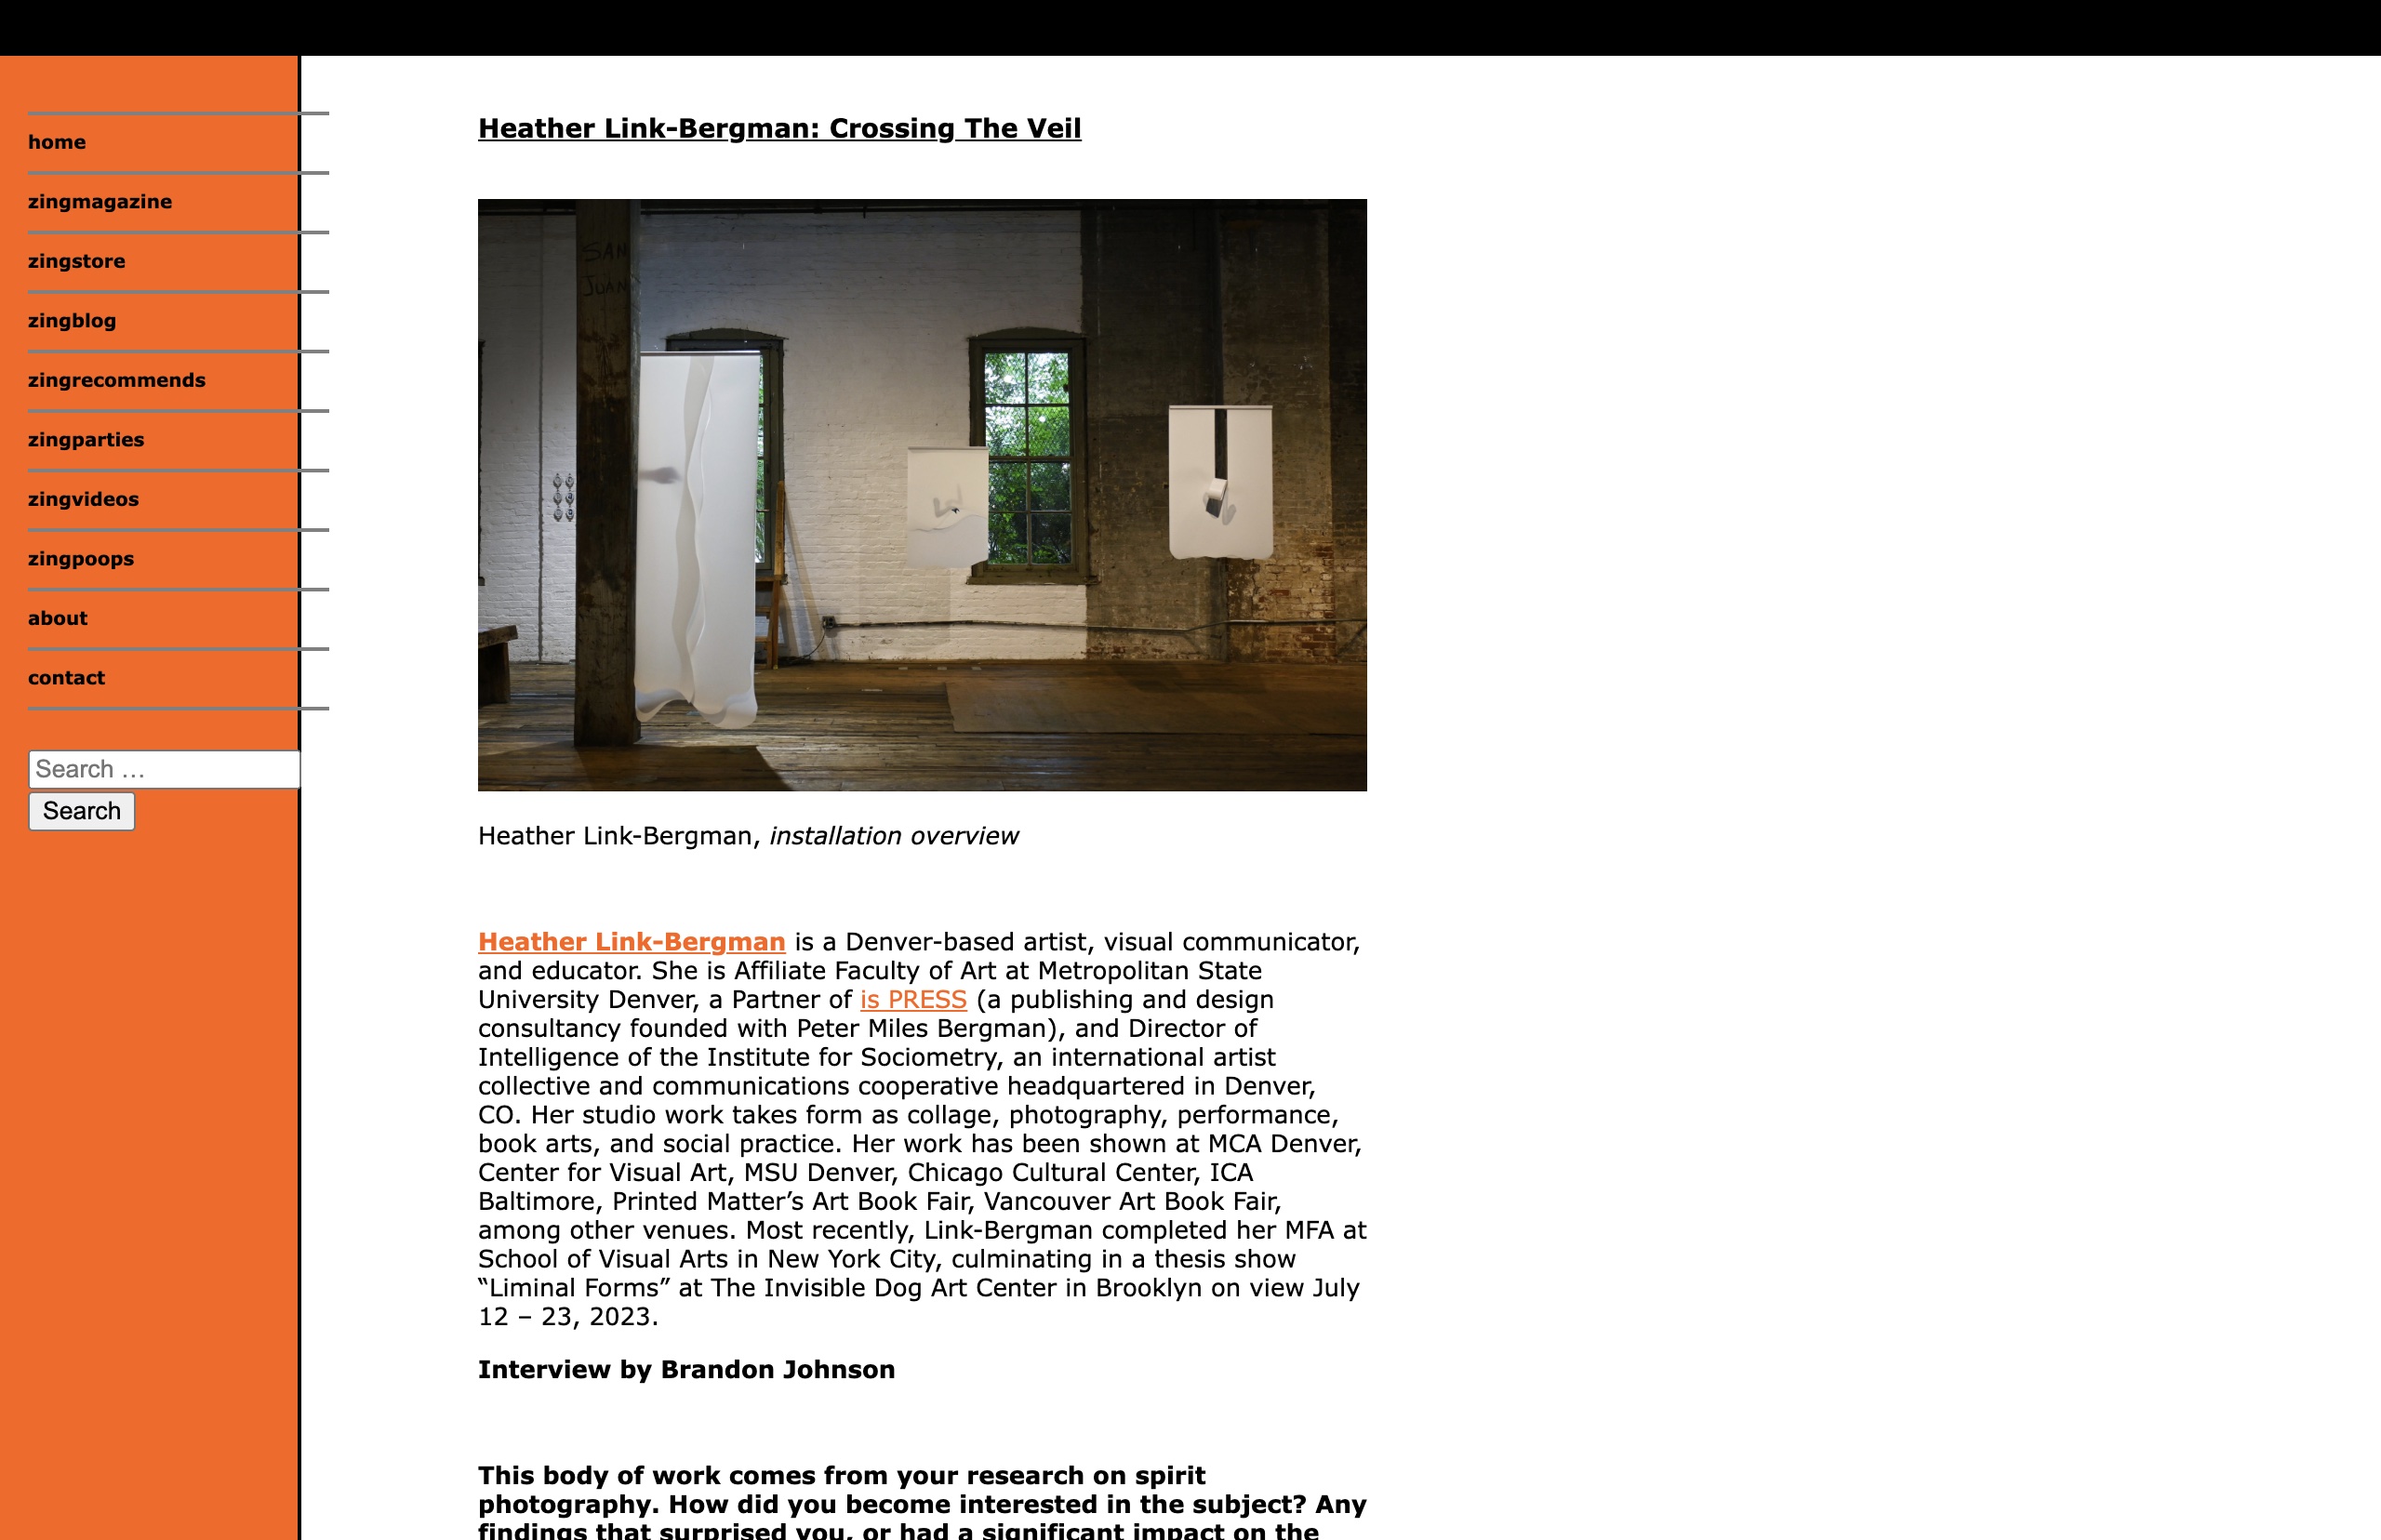 home
zingmagazine
zingstore
zingblog
zingrecommends
zingparties
zingvideos
zingpoops
about
contact
Search …
Search
Heather Link-Bergman: Crossing The Veil
SAN
JUAN
Heather Link-Bergman, installation overview
Heather Link-Bergman is a Denver-based artist, visual communicator,
and educator. She is Affiliate Faculty of Art at Metropolitan State
University Denver, a Partner of is PRESS (a publishing and design
consultancy founded with Peter Miles Bergman), and Director of
Intelligence of the Institute for Sociometry, an international artist
collective and communications cooperative headquartered in Denver,
CO. Her studio work takes form as collage, photography, performance,
book arts, and social practice. Her work has been shown at MCA Denver,
Center for Visual Art, MSU Denver, Chicago Cultural Center, ICA
Baltimore, Printed Matter’s Art Book Fair, Vancouver Art Book Fair,
among other venues. Most recently, Link-Bergman completed her MFA at
School of Visual Arts in New York City, culminating in a thesis show
“Liminal Forms” at The Invisible Dog Art Center in Brooklyn on view July
12 – 23, 2023.
Interview by Brandon Johnson
This body of work comes from your research on spirit
photography. How did you become interested in the subject? Any
findings that surprised you, or had a significant impact on the